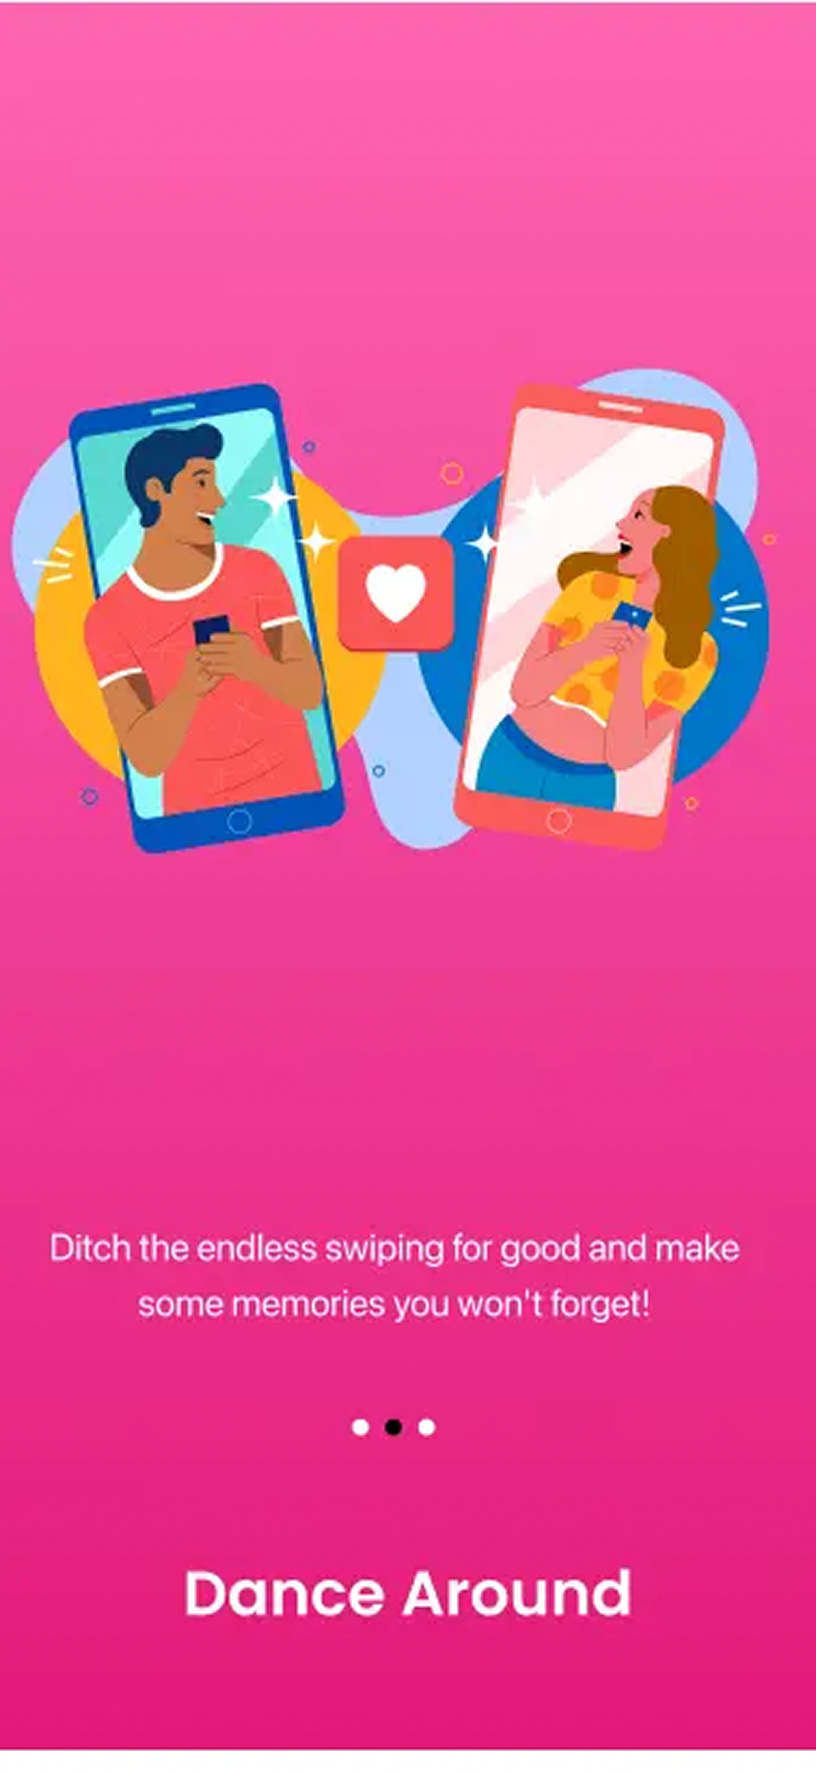 Ditch the endless swiping for good and make
some memories you won't forget!
Dance Around